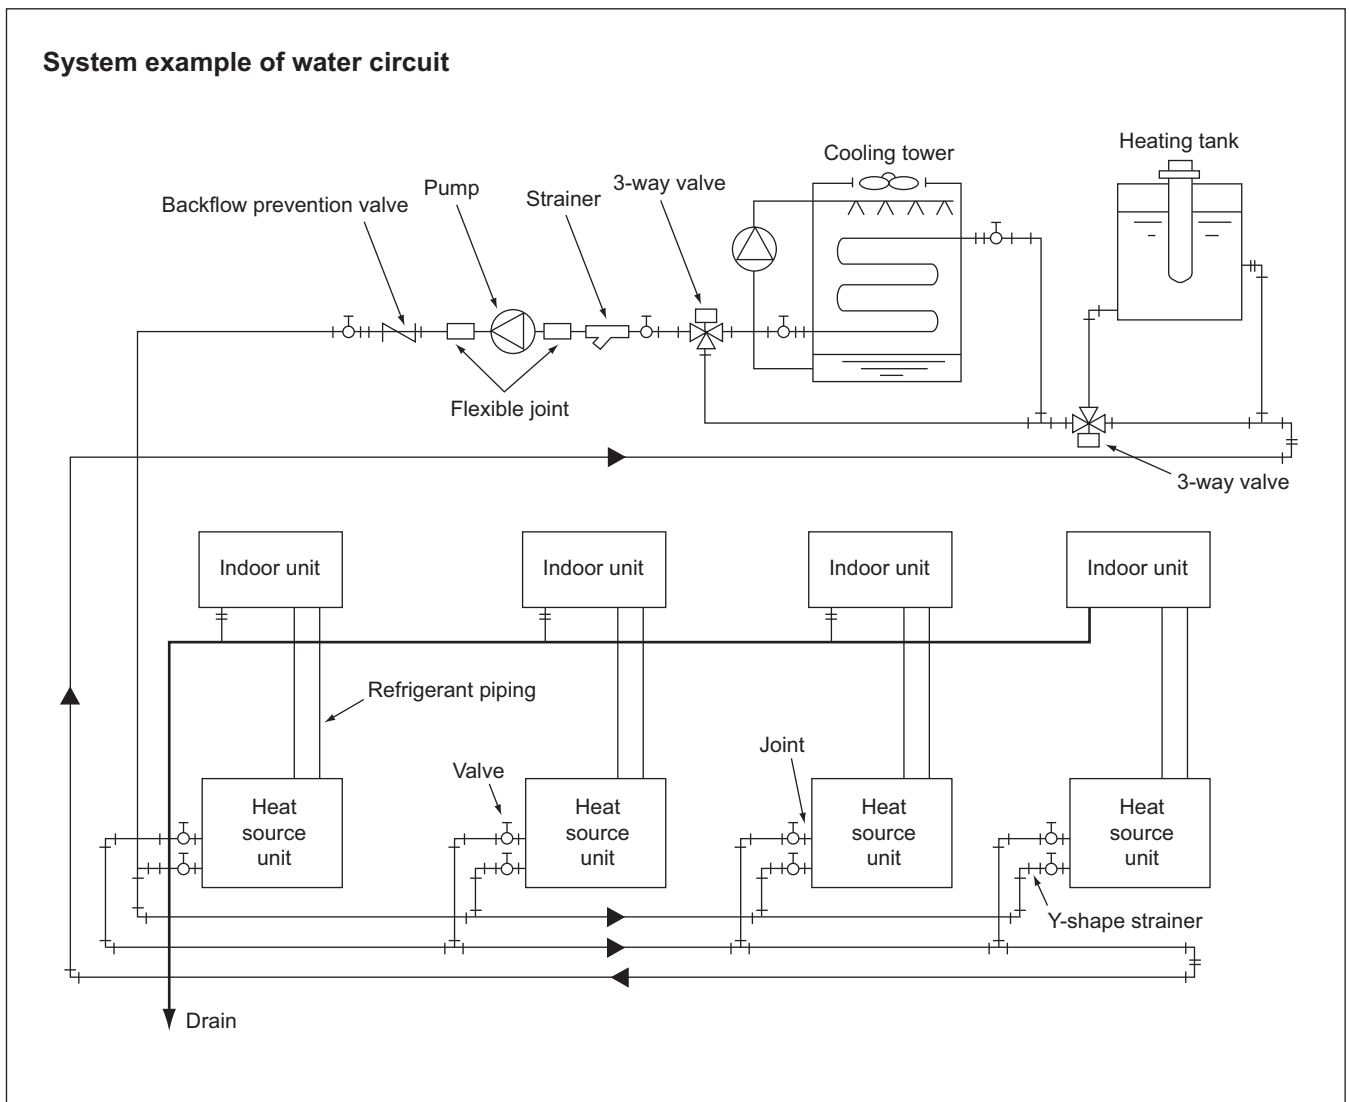 System example of water circuit
Heating tank
Cooling tower
3-way valve
Pump
Strainer
Backflow prevention valve
Flexible joint
3-way valve
Indoor unit
Indoor unit
Indoor unit
Indoor unit
Refrigerant piping
Joint
Valve
Heat
source
unit
Heat
source
unit
Heat
source
unit
Heat
source
unit
Y-shape strainer
Drain